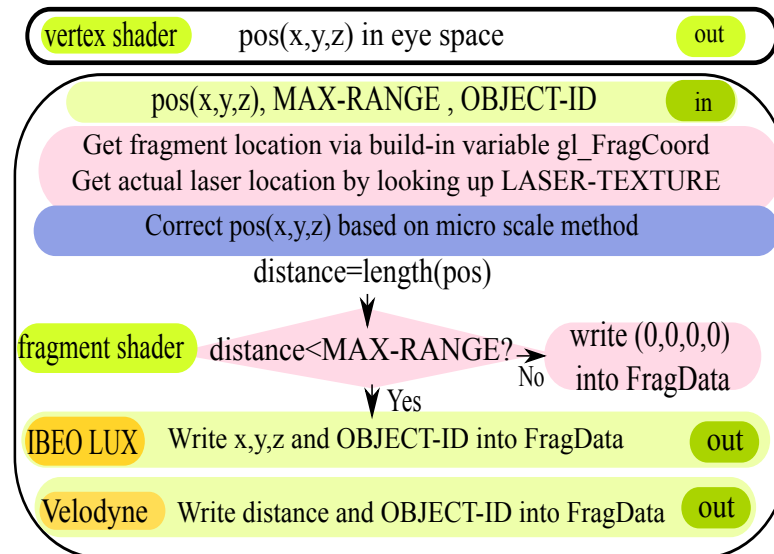 vertex shader pos(x,y,z) in eye space out
pos(x,y,z), MAX-RANGE , OBJECT-ID in
Get fragment location via build-in variable gl_FragCoord
Get actual laser location by looking up LASER-TEXTURE
Correct pos(x,y,z) based on micro scale method
distance=length(pos)
fragment shader distance<MAX-RANGE? No write (0,0,0,0)
into FragData
Yes
IBEO LUX Write x,y,z and OBJECT-ID into FragData out
Velodyne Write distance and OBJECT-ID into FragData out